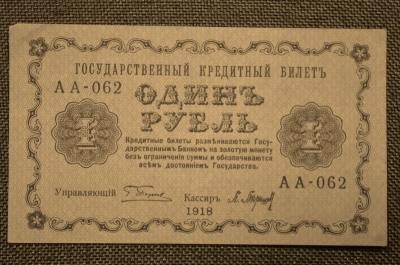 ГОСУДАРСТВЕННЫЙ КРЕДИТНЫЙ БИЛЕТЪ
АА-062
ОДИНЪ
РУБЛЬ
1
1
Кредитные билеты размѣниваются Госу-
дарственнымъ Банкомъ на золотую монету
безъ ограниченія суммы и обезпечиваются
всѣмъ достояніемъ Государства.
АА-062
Управляющій
Кассиръ
1918